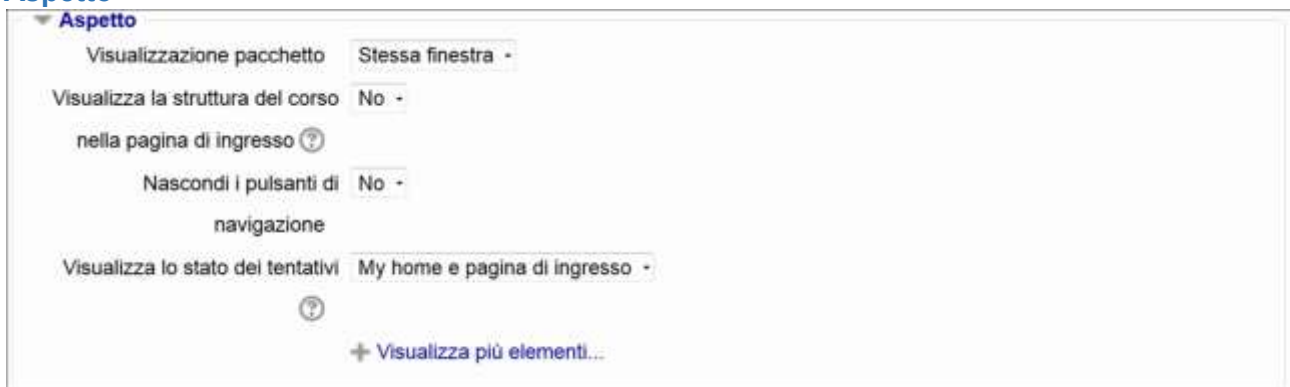 Aspetto
Visualizzazione pacchetto Stessa finestra
Visualizza la struttura del corso No
nella pagina di ingresso ?
Nascondi i pulsanti di No
navigazione
Visualizza lo stato dei tentativi My home e pagina di ingresso
?
+ Visualizza più elementi...